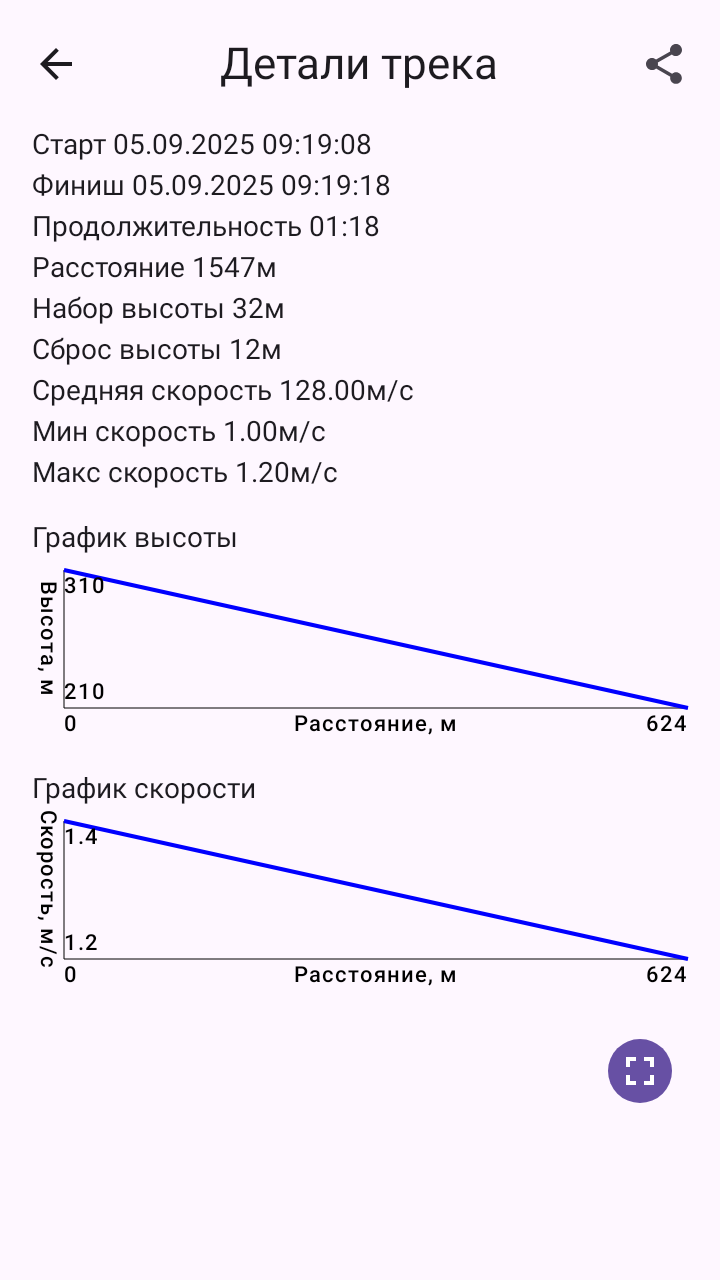 Детали трека
Старт 05.09.2025 09:19:08
Финиш 05.09.2025 09:19:18
Продолжительность 01:18
Расстояние 1547м
Набор высоты 32м
Сброс высоты 12м
Средняя скорость 128.00м/с
Мин скорость 1.00м/с
Макс скорость 1.20м/с
График высоты
Высота, м
310
210
0
Расстояние, м
624
График скорости
Скорость, м/с
1.4
1.2
0
Расстояние, м
624